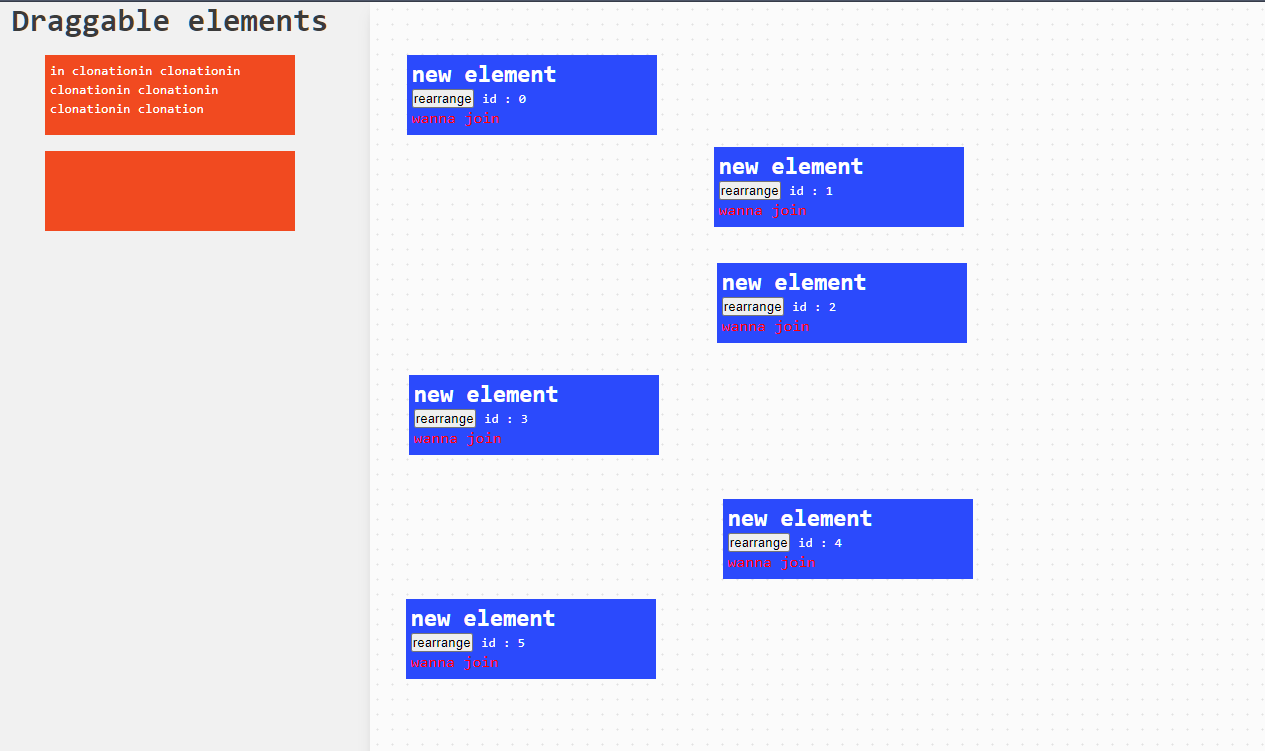 Draggable elements
in clonationin clonationin
clonationin clonationin
clonationin clonation
new element
rearrange id : 0
wanna join
new element
rearrange id : 1
wanna join
new element
rearrange id : 2
wanna join
new element
rearrange id : 3
wanna join
new element
rearrange id : 4
wanna join
new element
rearrange id : 5
wanna join